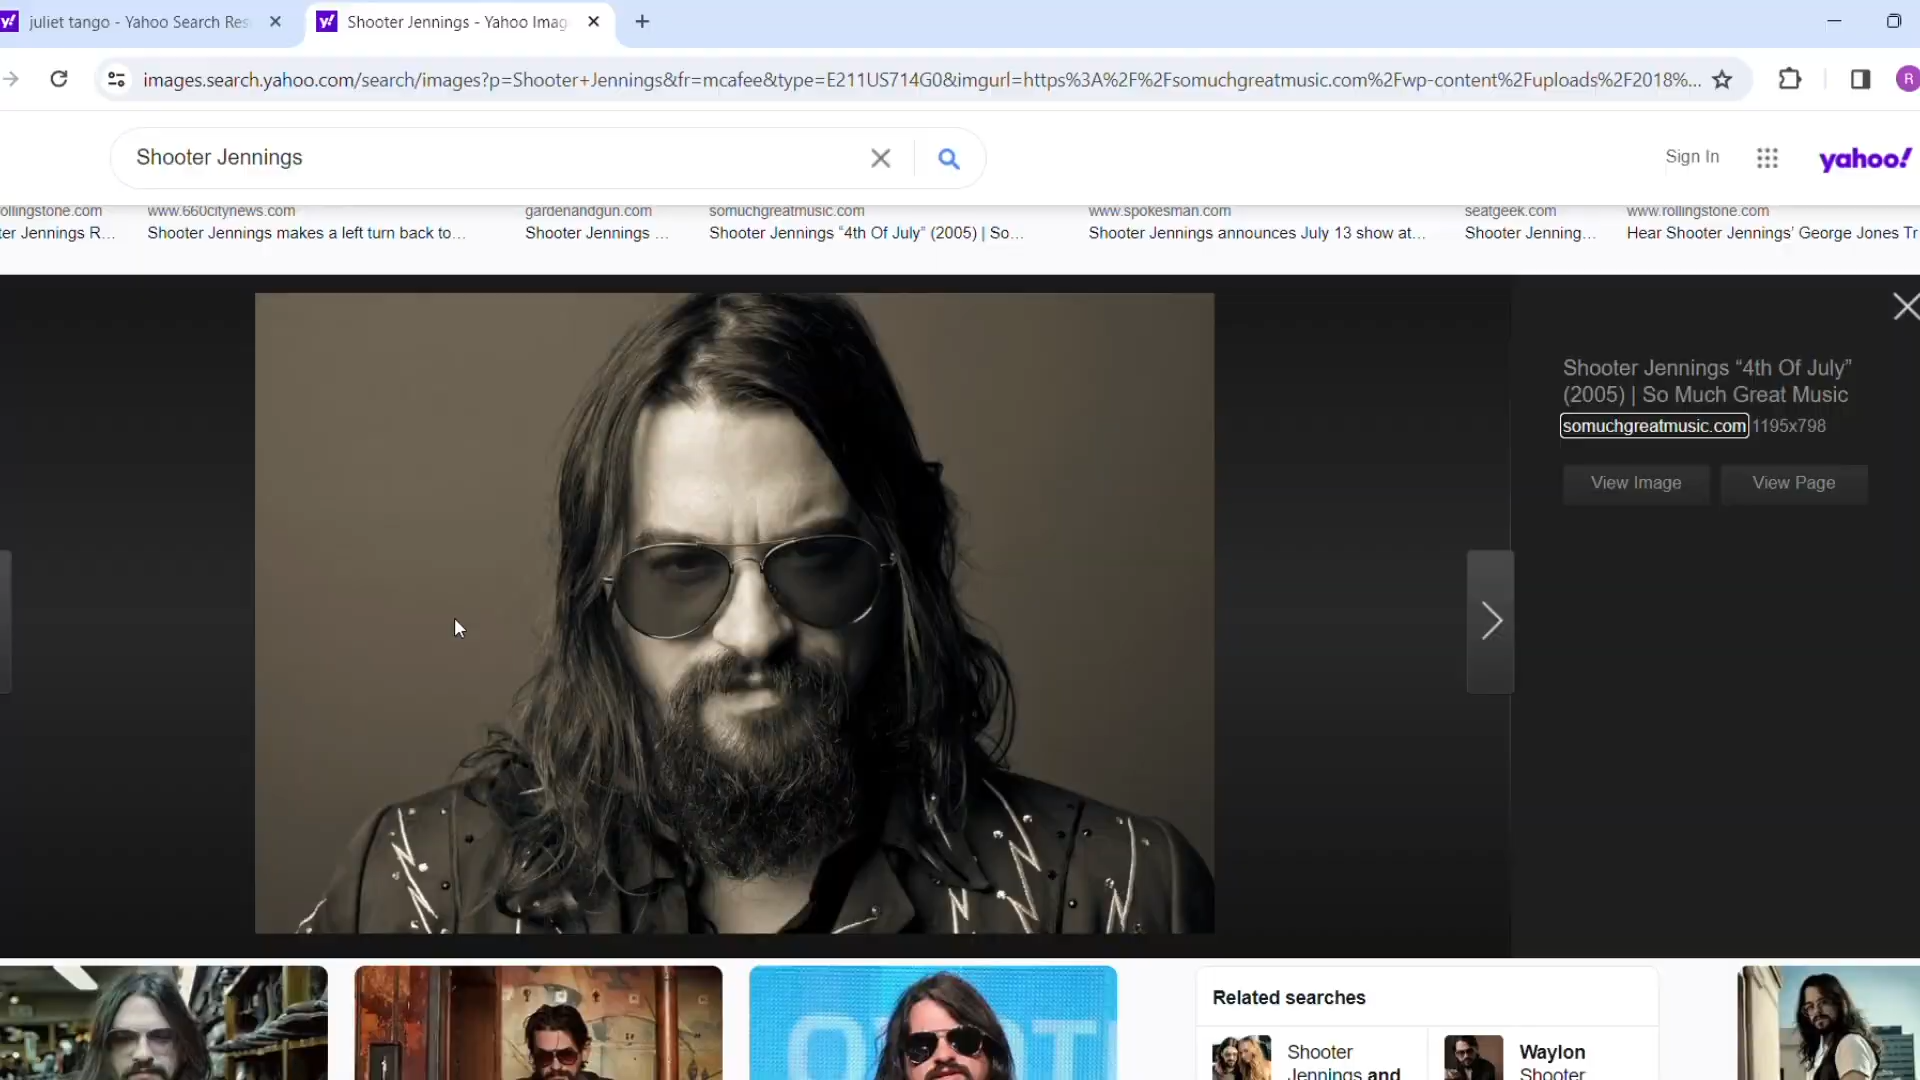 juliet tango - Yahoo Search Res
Shooter Jennings - Yahoo Imag
images.search.yahoo.com/search/images?p=Shooter+Jennings&fr=mcafee&type=E211US714G0&imgurl=https%3A%2F%2Fsomuchgreatmusic.com%2Fwp-content%2Fuploads%2F2018%...
R
Shooter Jennings
Sign In
yahoo!
ollingstone.com
www.660citynews.com
gardenandgun.com
somuchgreatmusic.com
www.spokesman.com
seatgeek.com
www.rollingstone.com
ter Jennings R...
Shooter Jennings makes a left turn back to...
Shooter Jennings ...
Shooter Jennings “4th Of July” (2005) | So...
Shooter Jennings announces July 13 show at...
Shooter Jenning...
Hear Shooter Jennings’ George Jones Tr
Shooter Jennings “4th Of July”
(2005) | So Much Great Music
somuchgreatmusic.com 1195x798
View Image
View Page
Related searches
Shooter
Jennings and
Waylon
Shooter